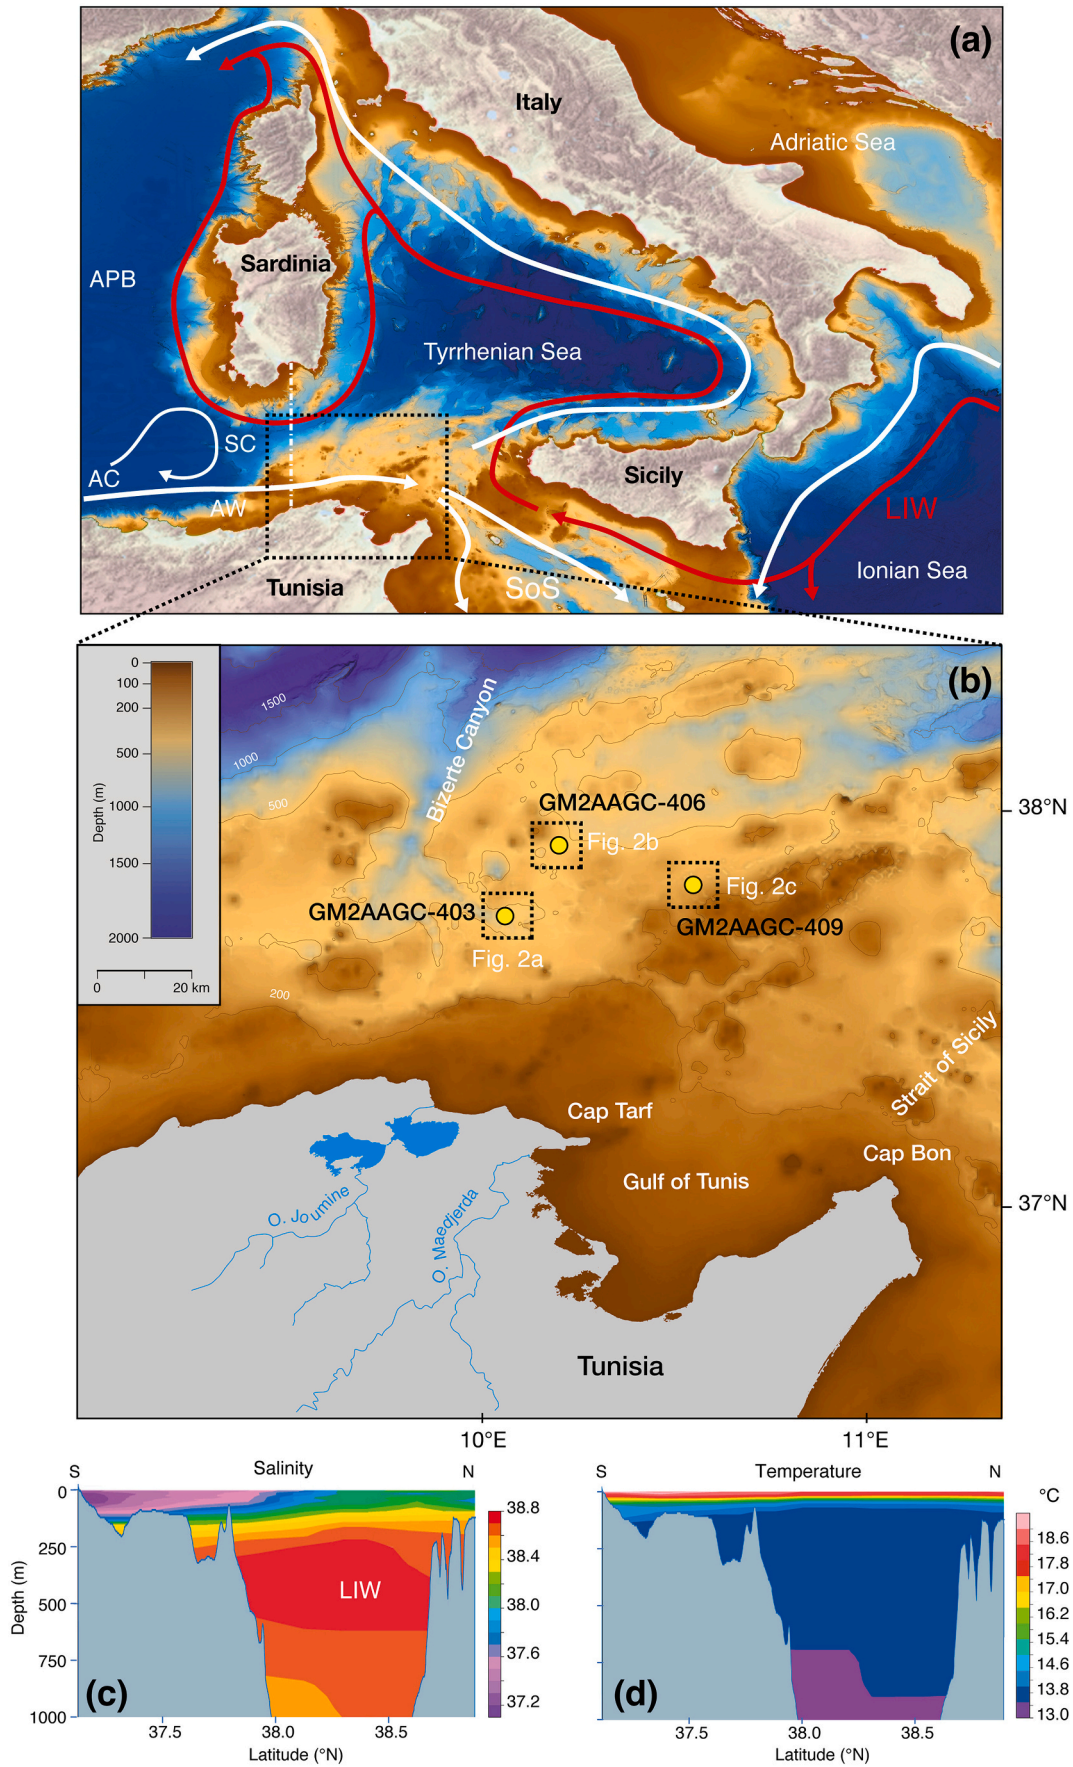 (a)
Italy
Adriatic Sea
Sardinia
APB
Tyrrhenian Sea
SC
AC
AW
Sicily
LIW
Ionian Sea
SoS
Tunisia
(b)
0
100
200
500
1000
1500
2000
Depth (m)
0 20 km
1500
1000
500
200
Bizerte Canyon
GM2AAGC-406
Fig. 2b
38°N
Fig. 2c
GM2AAGC-403
GM2AAGC-409
Fig. 2a
Strait of Sicily
Cap Tarf
Cap Bon
Gulf of Tunis
37°N
O. Joumine
O. Maedjerda
Tunisia
10°E 11°E
S Salinity N
0
250
500
750
1000
Depth (m)
LIW
(c)
37.5 38.0 38.5
Latitude (°N)
38.8
38.4
38.0
37.6
37.2
S Temperature N
°C
(d)
37.5 38.0 38.5
Latitude (°N)
18.6
17.8
17.0
16.2
15.4
14.6
13.8
13.0